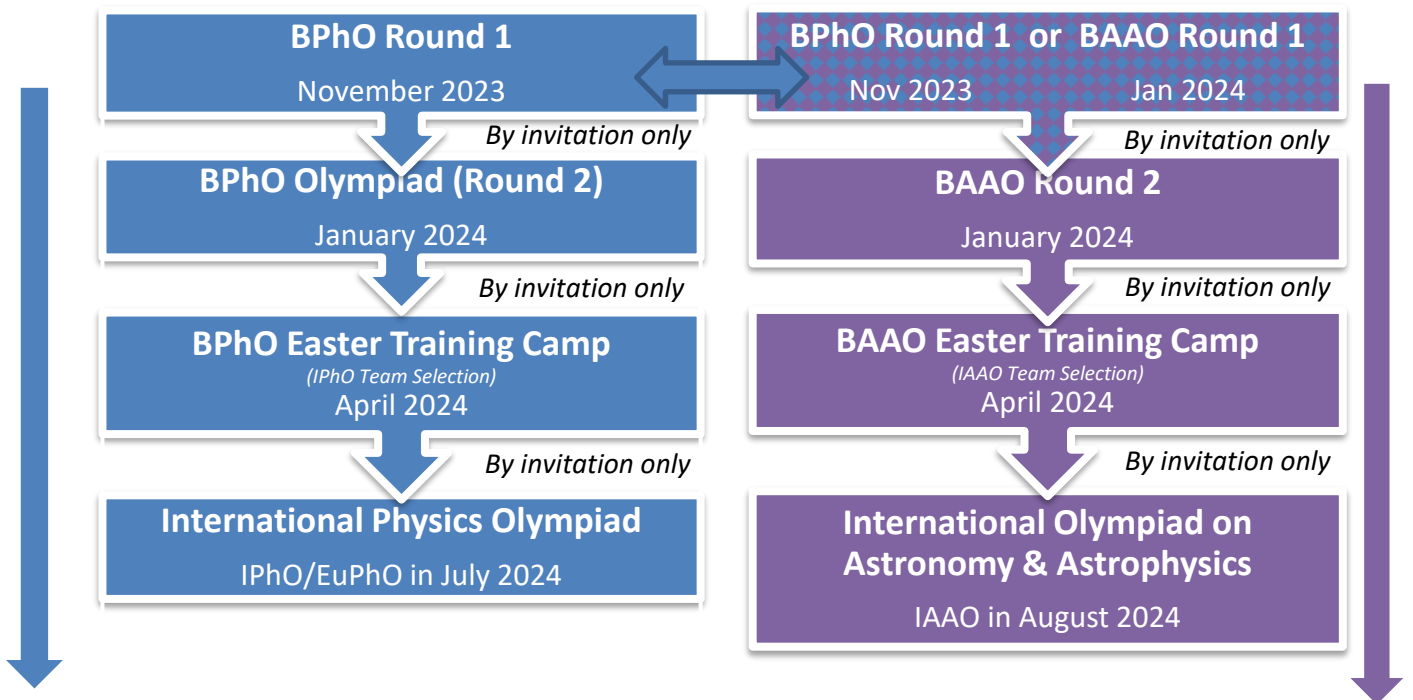 BPhO Round 1
November 2023
By invitation only
BPhO Olympiad (Round 2)
January 2024
By invitation only
BPhO Easter Training Camp
(IPhO Team Selection)
April 2024
By invitation only
International Physics Olympiad
IPhO/EuPhO in July 2024
BPhO Round 1 or BAAO Round 1
Nov 2023 Jan 2024
By invitation only
BAAO Round 2
January 2024
By invitation only
BAAO Easter Training Camp
(IAAO Team Selection)
April 2024
By invitation only
International Olympiad on
Astronomy & Astrophysics
IAAO in August 2024